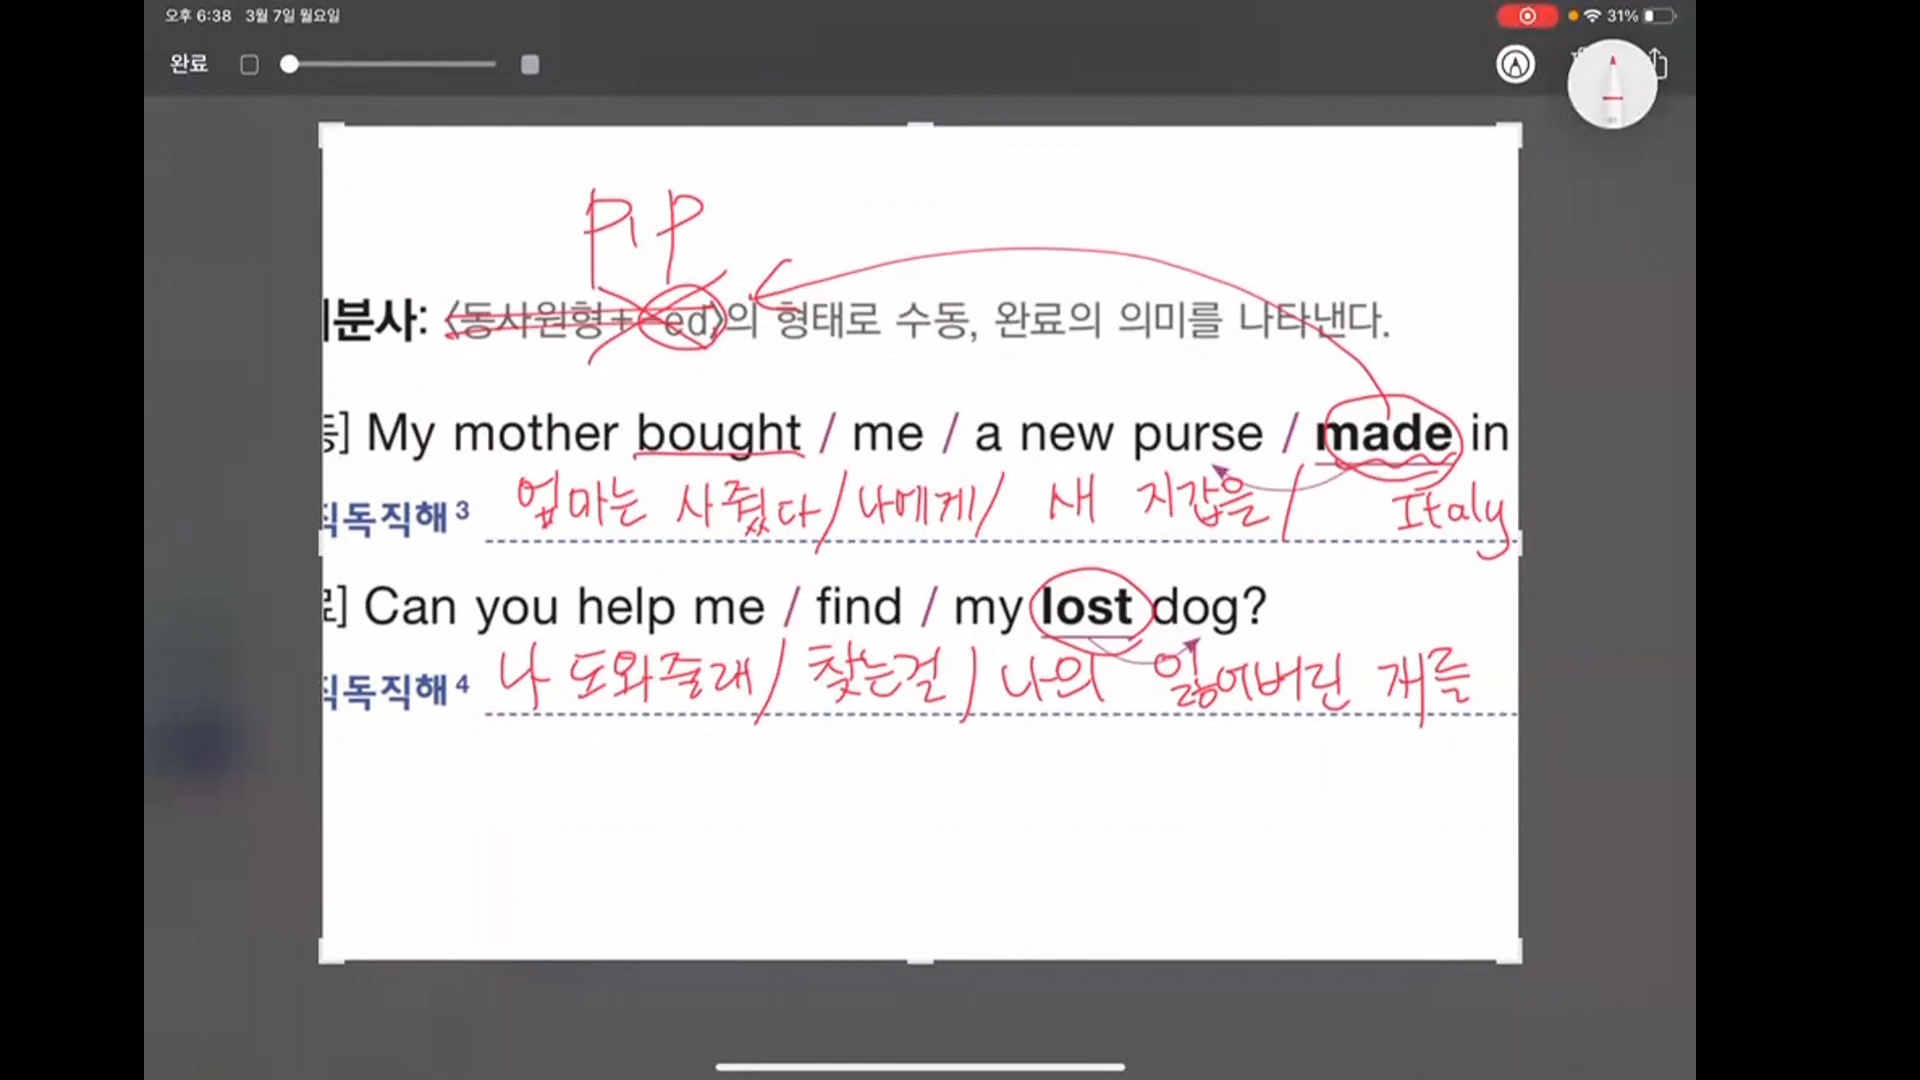 오후 6:38 3월 7일 월요일 31%
완료
p.p
분사: <동사원형+-ed>의 형태로 수동, 완료의 의미를 나타낸다.
] My mother bought / me / a new purse / made in
엄마는 사줬다 / 나에게 / 새 지갑을 / Italy
직독직해 3
] Can you help me / find / my lost dog?
나 도와줄래 / 찾는걸 / 나의 잃어버린 개를
직독직해 4